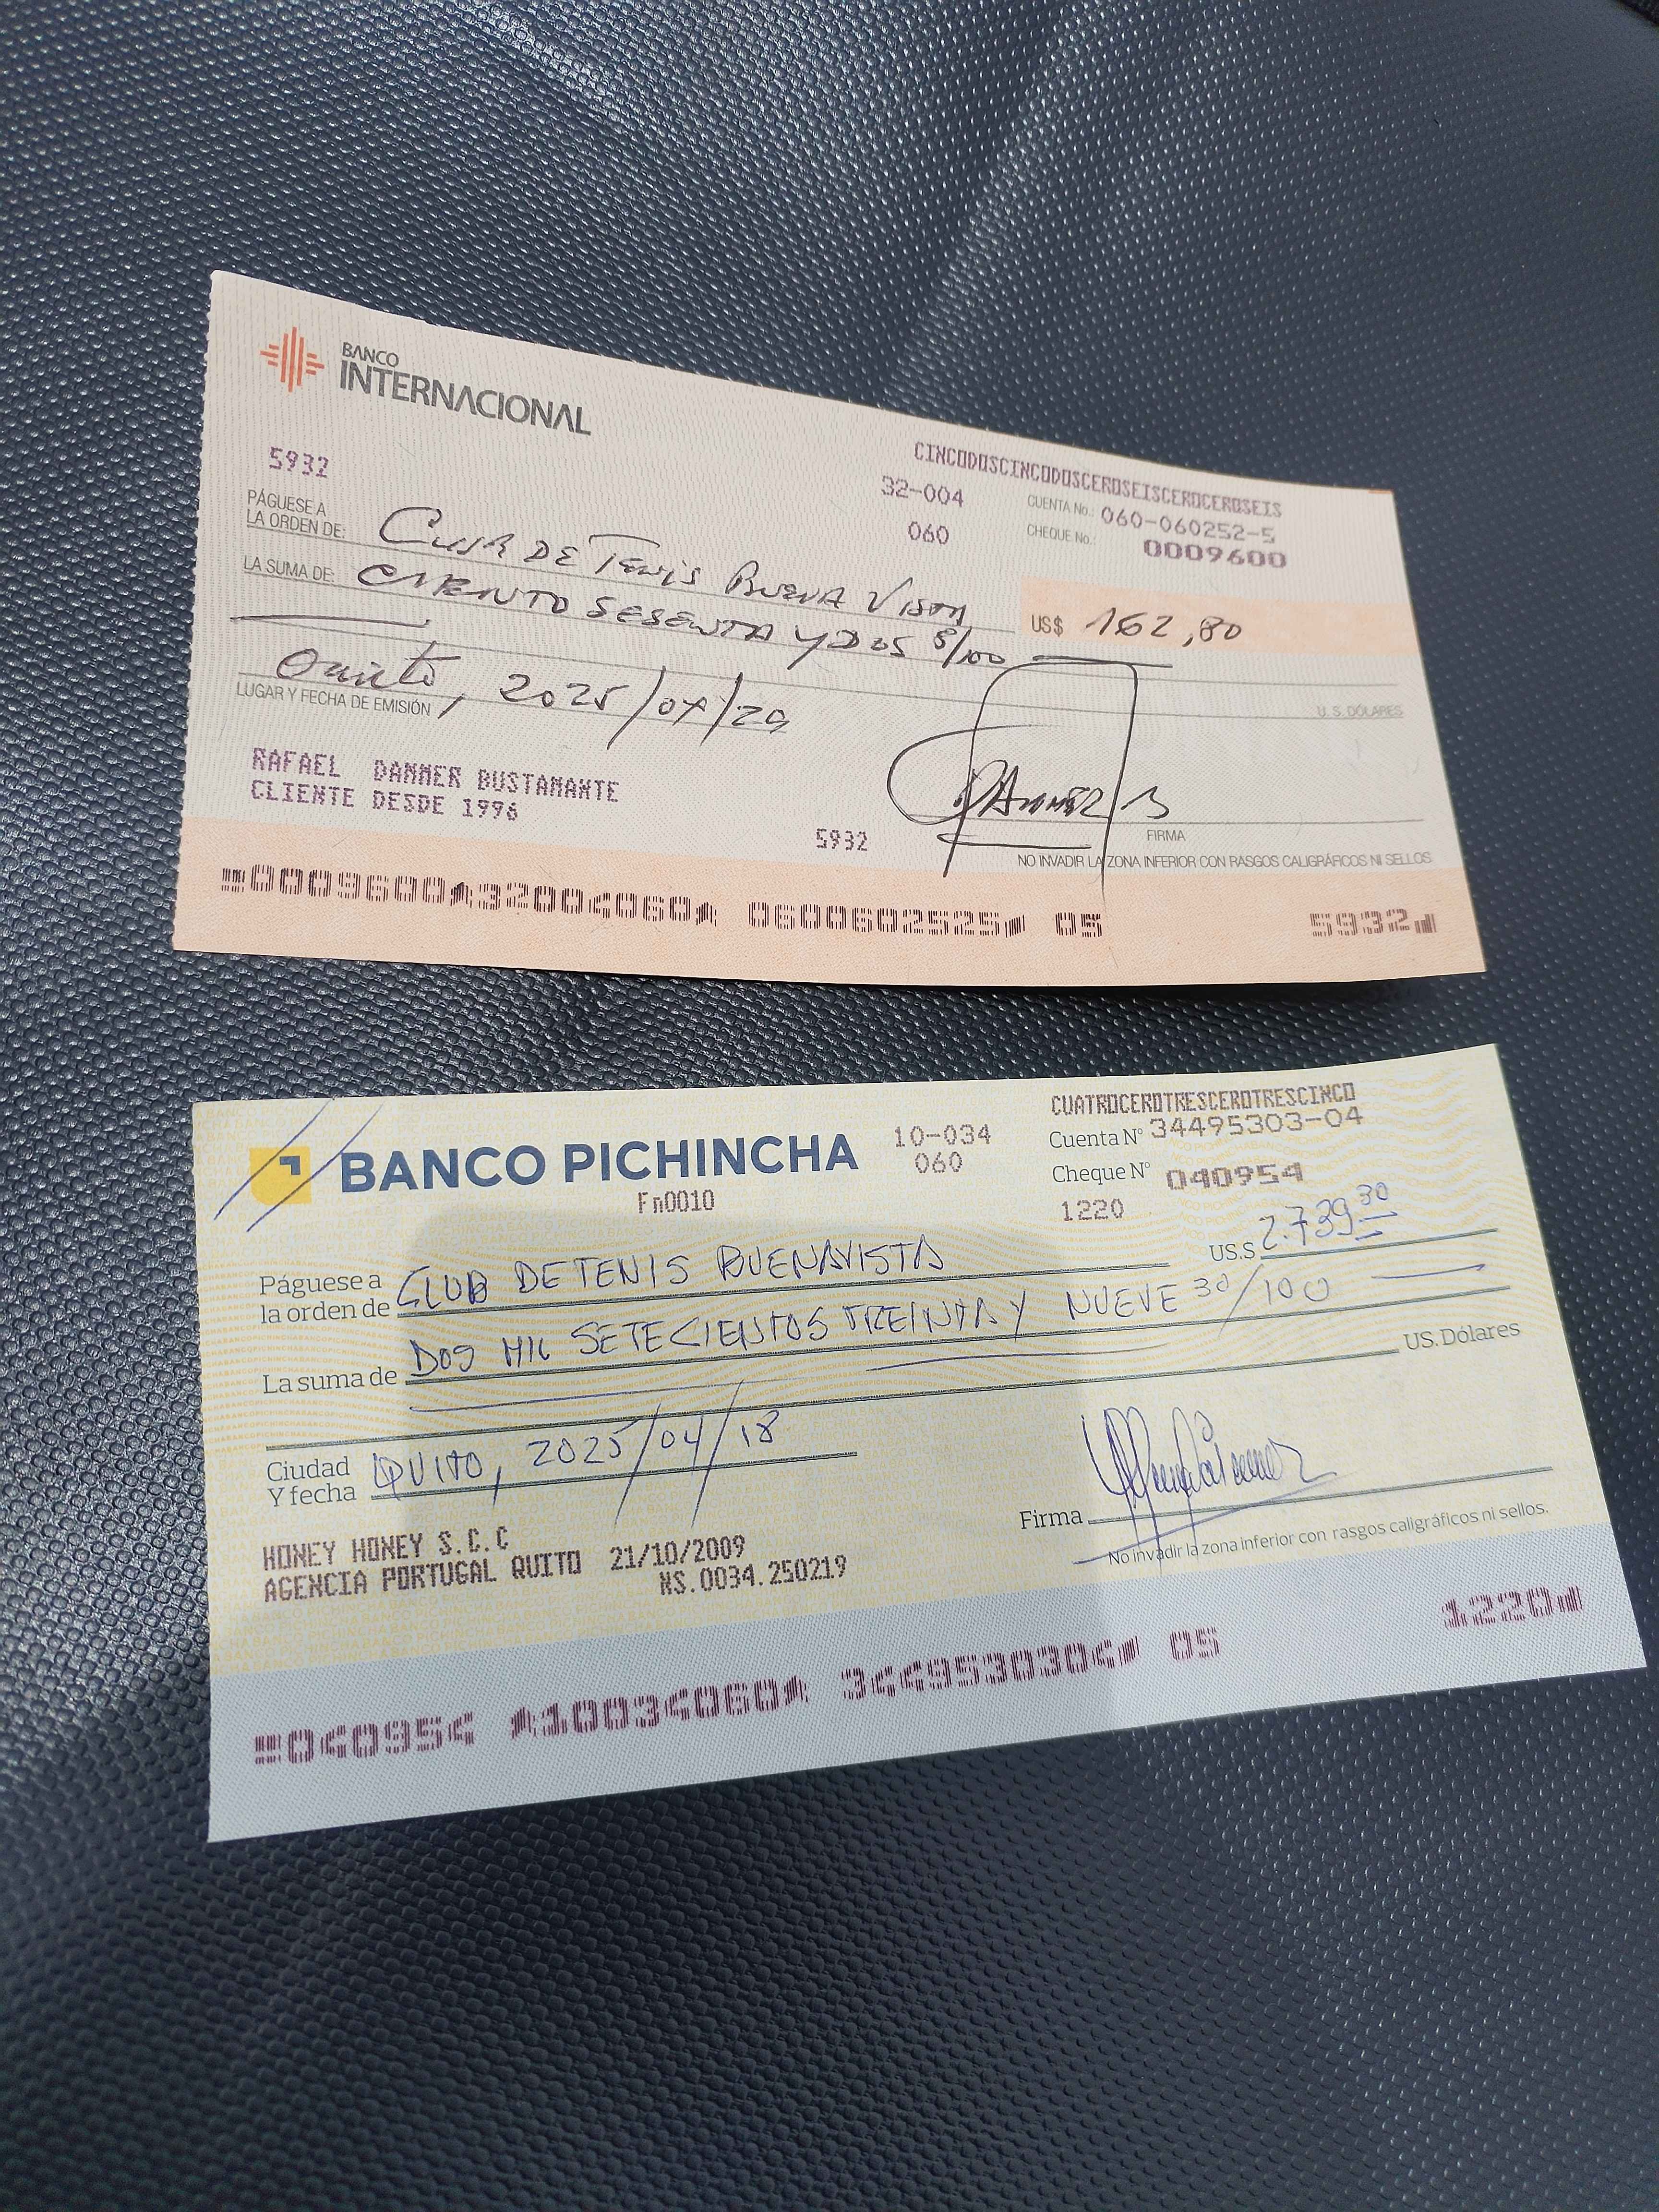 BANCO
INTERNACIONAL
CINCODOSCINCODOSCEROSEISCEROCEROSEIS
5932
32-004
CUENTA No.: 060-060252-5
060
CHEQUE No.: 0009600
PÁGUESE A
LA ORDEN DE: DE TENIS BUENA VISTA
US$ 162,80
LA SUMA DE: CIENTO SESENTA Y DOS 8/100
U.S. DÓLARES
Quito, 2025/04/29
LUGAR Y FECHA DE EMISIÓN
RAFAEL DANNER BUSTAMANTE
CLIENTE DESDE 1996
5932
FIRMA
NO INVADIR LA ZONA INFERIOR CON RASGOS CALIGRÁFICOS NI SELLOS.
0009600 32004060 0600602525 05 5932
BANCO PICHINCHA
Fn0010
10-034
060
CUATROCEROTRESCEROTRESCINCO
Cuenta Nº 34495303-04
Cheque Nº 040954
1220
US.$ 2.739.30
Páguese a
la orden de CLUB DE TENIS BUENAVISTA
La suma de DOS MIL SETECIENTOS TREINTA Y NUEVE 30/100
US. Dólares
Ciudad
Y fecha QUITO, 2025/04/18
Firma
No invadir la zona inferior con rasgos caligráficos ni sellos.
HONEY HONEY S.C.C
AGENCIA PORTUGAL QUITO 21/10/2009
NS.0034.250219
040954 10034060 3449530304 05 1220